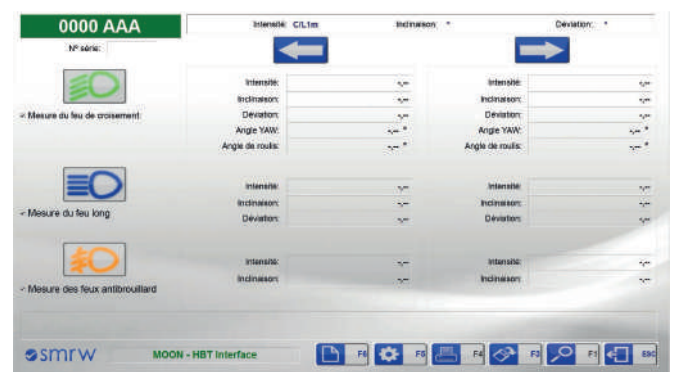 0000 AAA
Intensité: C/L1m Inclinaison: * Déviation: *
N° série:
Intensité: -,-- Intensité: -,--
Inclinaison: -,-- Inclinaison: -,--
Mesure du feu de croisement: Déviation: -,-- Déviation: -,--
Angle YAW: -,-- * Angle YAW: -,-- *
Angle de roulis: -,-- * Angle de roulis: -,-- *
Intensité: -,-- Intensité: -,--
Inclinaison: -,-- Inclinaison: -,--
Mesure du feu long Déviation: -,-- Déviation: -,--
Intensité: -,-- Intensité: -,--
Inclinaison: -,-- Inclinaison: -,--
Mesure des feux antibrouillard
smrw MOON - HBT Interface F6 F5 F4 F3 F1 ESC